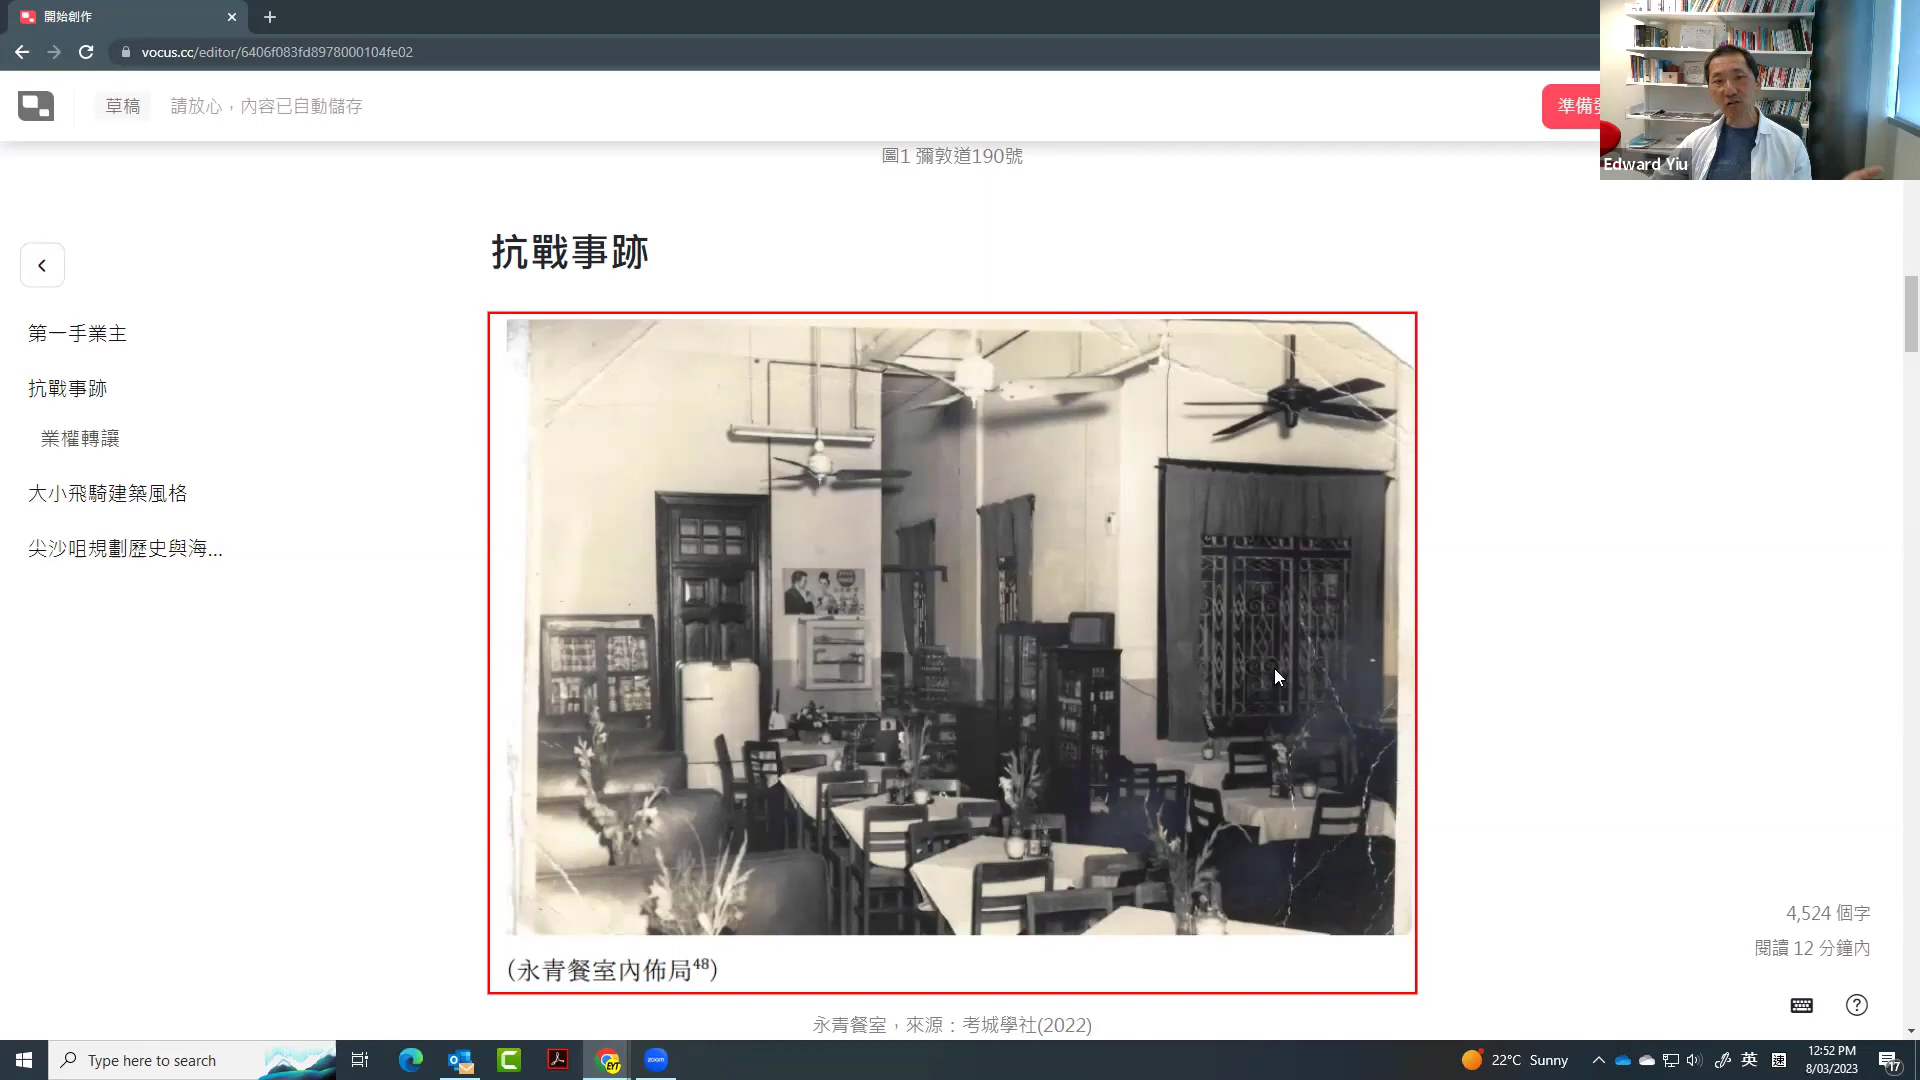 開始創作
vocus.cc/editor/6406f083fd8978000104fe02
草稿
請放心，內容已自動儲存
準備發
Edward Yiu
圖1 彌敦道190號
抗戰事跡
第一手業主
抗戰事跡
業權轉讓
大小飛騎建築風格
尖沙咀規劃歷史與海...
(永青餐室內佈局48)
永青餐室，來源：考城學社(2022)
4,524 個字
閱讀 12 分鐘內
Type here to search
zoom
22°C Sunny
英
12:52 PM
8/03/2023
17